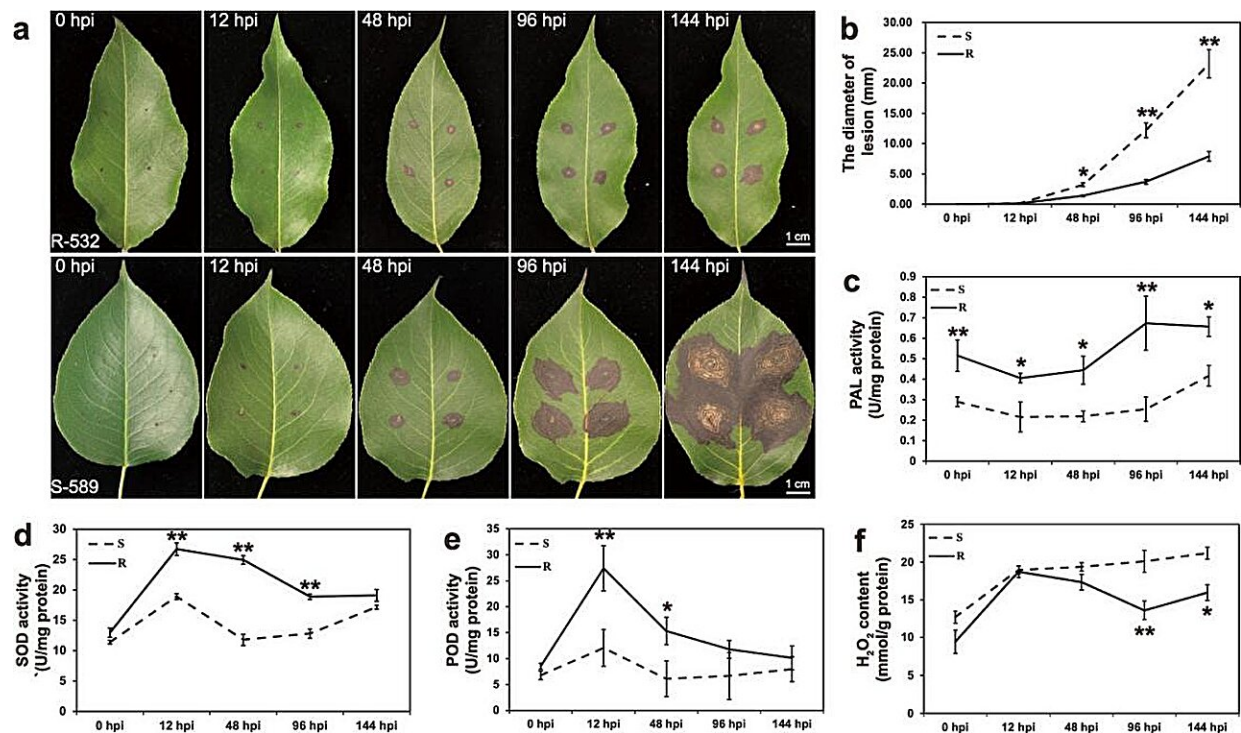 a
0 hpi 12 hpi 48 hpi 96 hpi 144 hpi
R-532
1 cm
0 hpi 12 hpi 48 hpi 96 hpi 144 hpi
S-589
1 cm
b
The diameter of
lesion (mm)
30.00
25.00
20.00
15.00
10.00
5.00
0.00
S
R
*
**
**
0 hpi 12 hpi 48 hpi 96 hpi 144 hpi
c
PAL activity
(U/mg protein)
0.9
0.8
0.7
0.6
0.5
0.4
0.3
0.2
0.1
0
S
R
**
*
*
**
*
0 hpi 12 hpi 48 hpi 96 hpi 144 hpi
d
SOD activity
`(U/mg protein)
30
25
20
15
10
5
0
S
R
**
**
**
0 hpi 12 hpi 48 hpi 96 hpi 144 hpi
e
POD activity
(U/mg protein)
35
30
25
20
15
10
5
0
S
R
**
*
0 hpi 12 hpi 48 hpi 96 hpi 144 hpi
f
H₂O₂ content
(mmol/g protein)
25
20
15
10
5
0
S
R
**
*
0 hpi 12 hpi 48 hpi 96 hpi 144 hpi